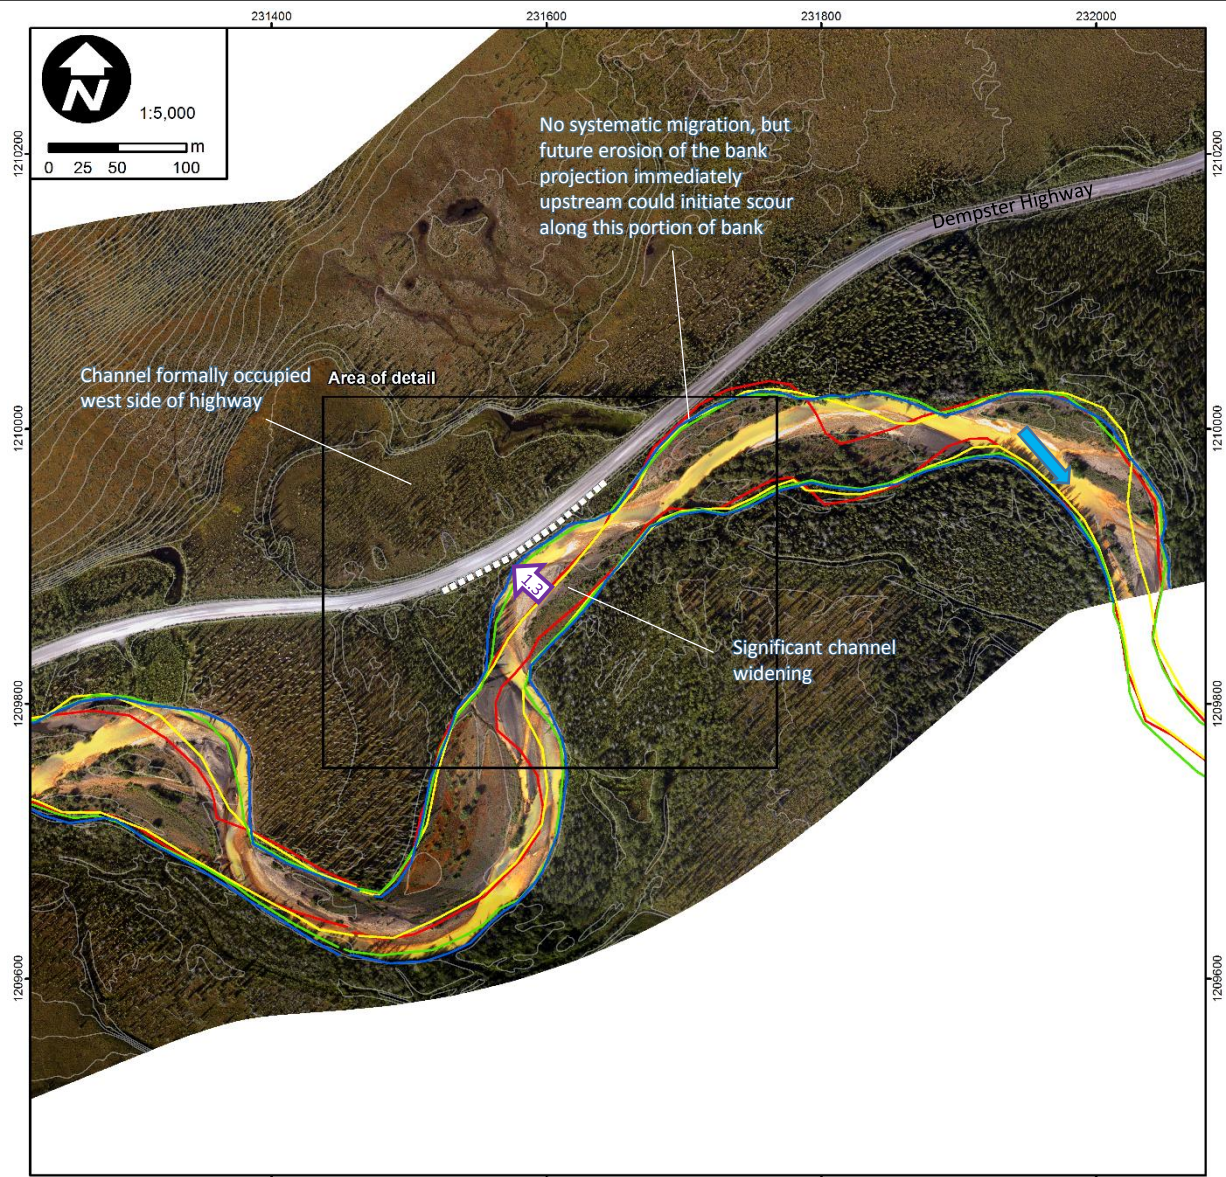 231400
231600
231800
232000
N
1:5,000
m
0 25 50 100
1210200
1210200
No systematic migration, but
future erosion of the bank
projection immediately
upstream could initiate scour
along this portion of bank
Dempster Highway
Channel formally occupied
west side of highway
Area of detail
1210000
1210000
1.3
Significant channel
widening
1209800
1209800
1209600
1209600